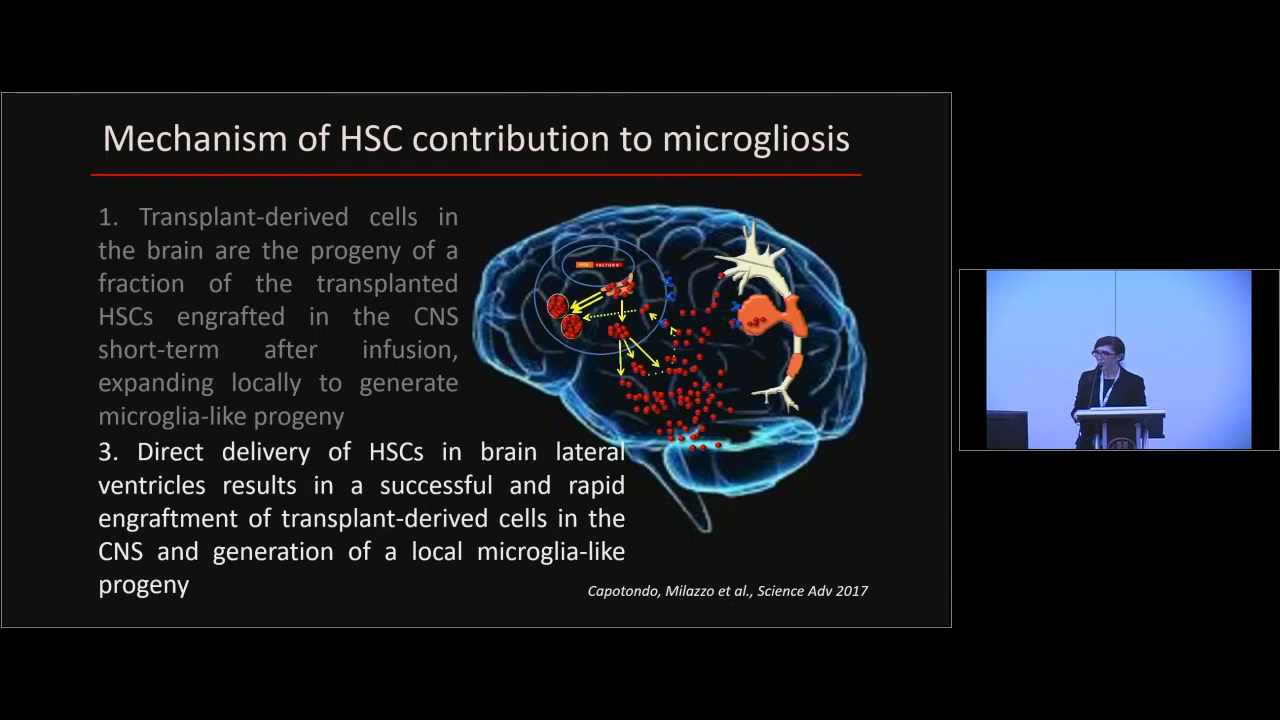 Mechanism of HSC contribution to microgliosis
1. Transplant-derived cells in
the brain are the progeny of a
fraction of the transplanted
HSCs engrafted in the CNS
short-term after infusion,
expanding locally to generate
microglia-like progeny
3. Direct delivery of HSCs in brain lateral
ventricles results in a successful and rapid
engraftment of transplant-derived cells in the
CNS and generation of a local microglia-like
progeny
Capotondo, Milazzo et al., Science Adv 2017